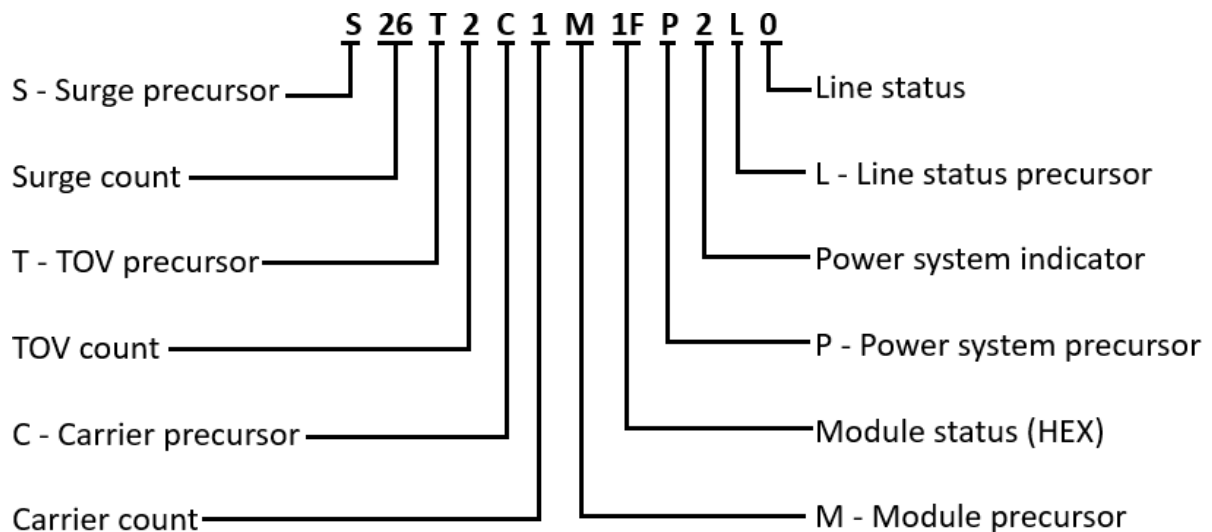 S 26 T 2 C 1 M 1F P 2 L 0
S - Surge precursor
Surge count
T - TOV precursor
TOV count
C - Carrier precursor
Carrier count
Line status
L - Line status precursor
Power system indicator
P - Power system precursor
Module status (HEX)
M - Module precursor